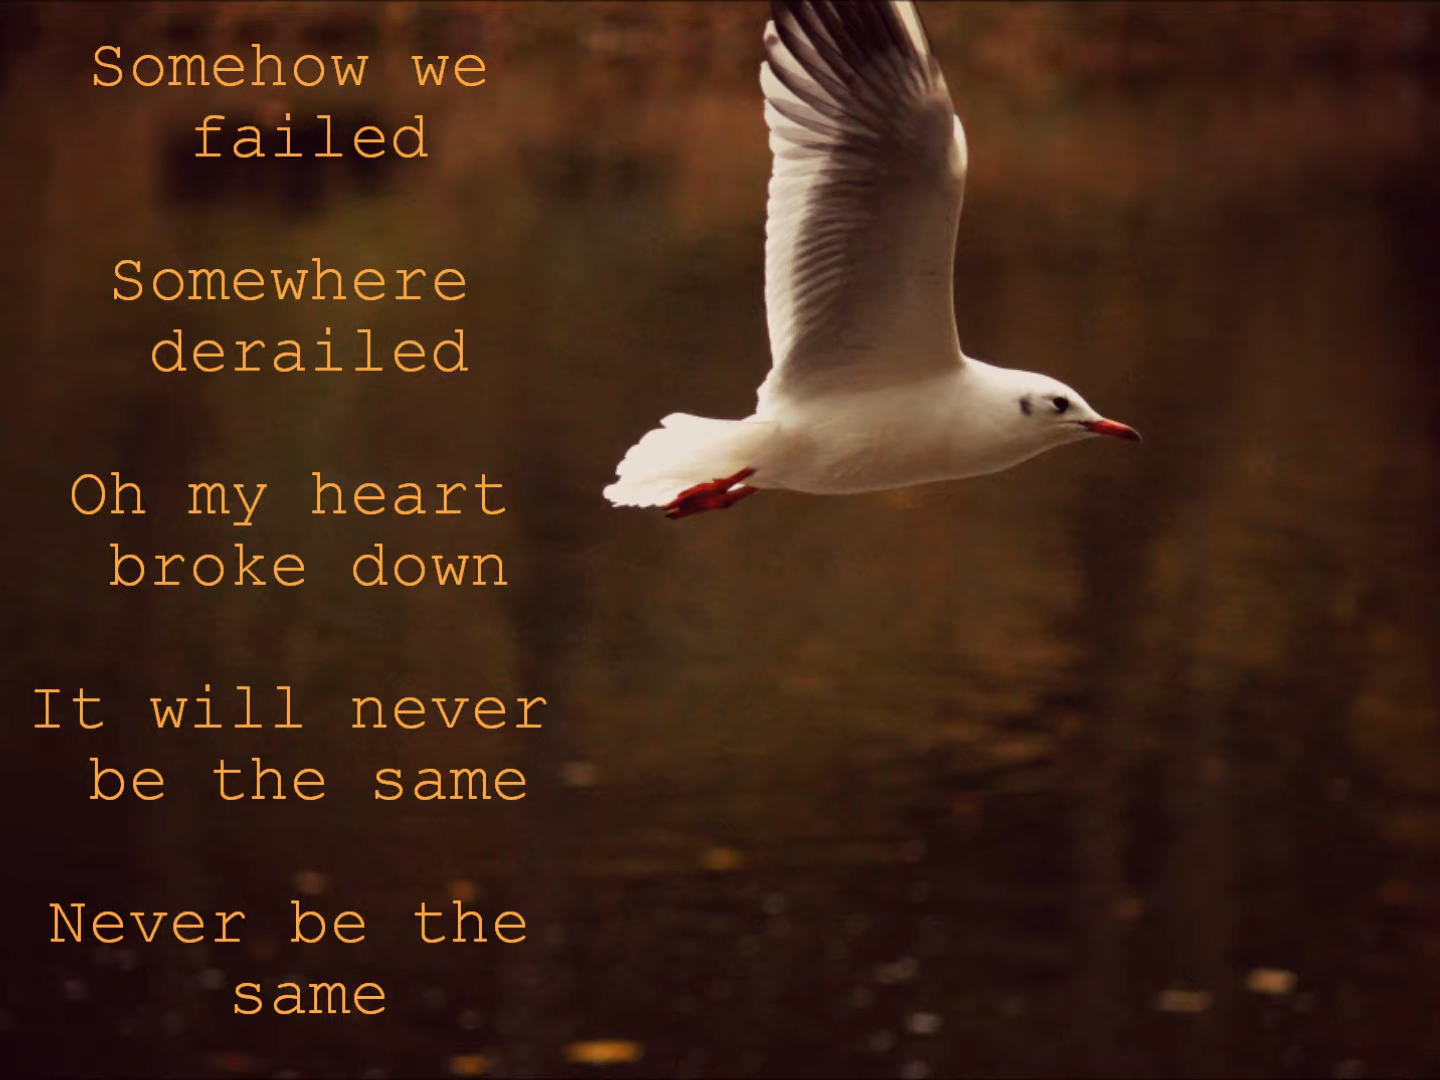 Somehow we
failed
Somewhere
derailed
Oh my heart
broke down
It will never
be the same
Never be the
same